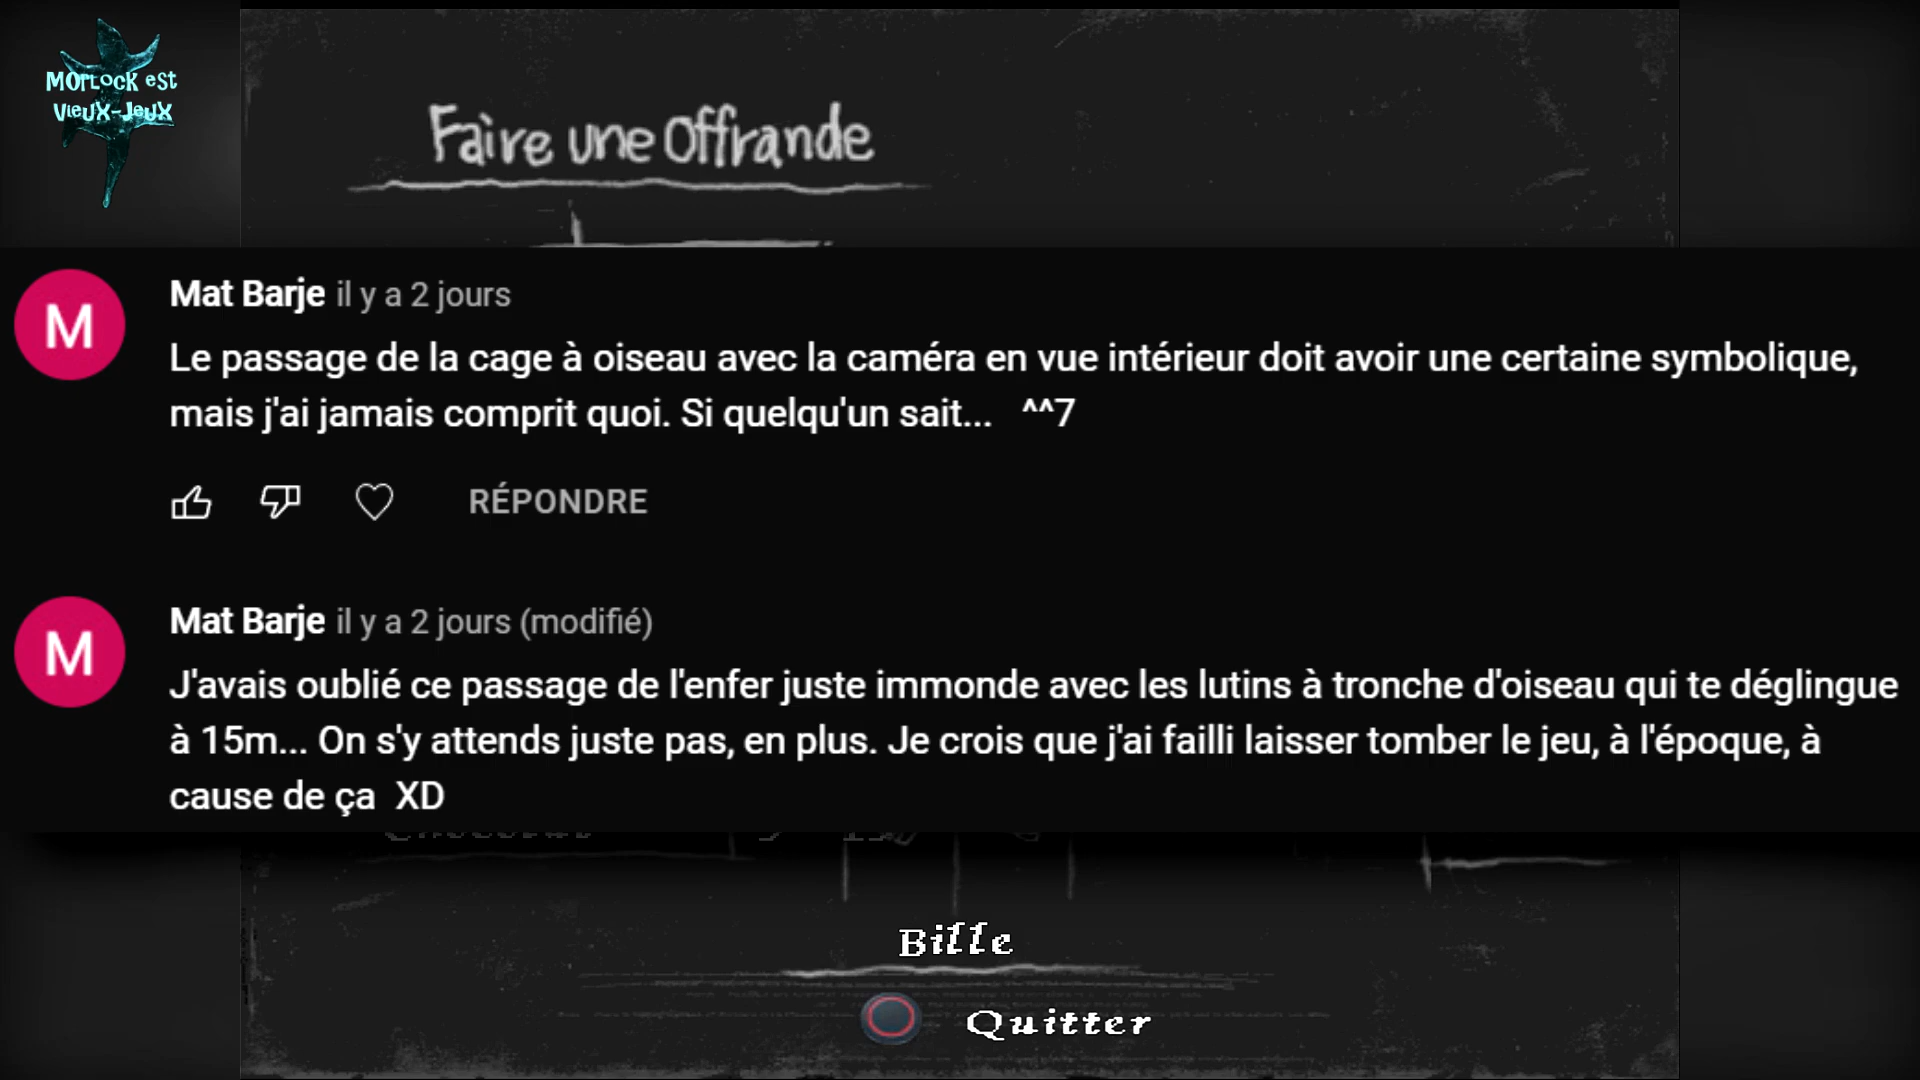 Morlock est
Vieux-Jeux
Faire une Offrande
Mat Barje il y a 2 jours
Le passage de la cage à oiseau avec la caméra en vue intérieur doit avoir une certaine symbolique,
mais j'ai jamais comprit quoi. Si quelqu'un sait... ^^7
RÉPONDRE
Mat Barje il y a 2 jours (modifié)
J'avais oublié ce passage de l'enfer juste immonde avec les lutins à tronche d'oiseau qui te déglingue
à 15m... On s'y attends juste pas, en plus. Je crois que j'ai failli laisser tomber le jeu, à l'époque, à
cause de ça XD
Bille
Quitter
M
M